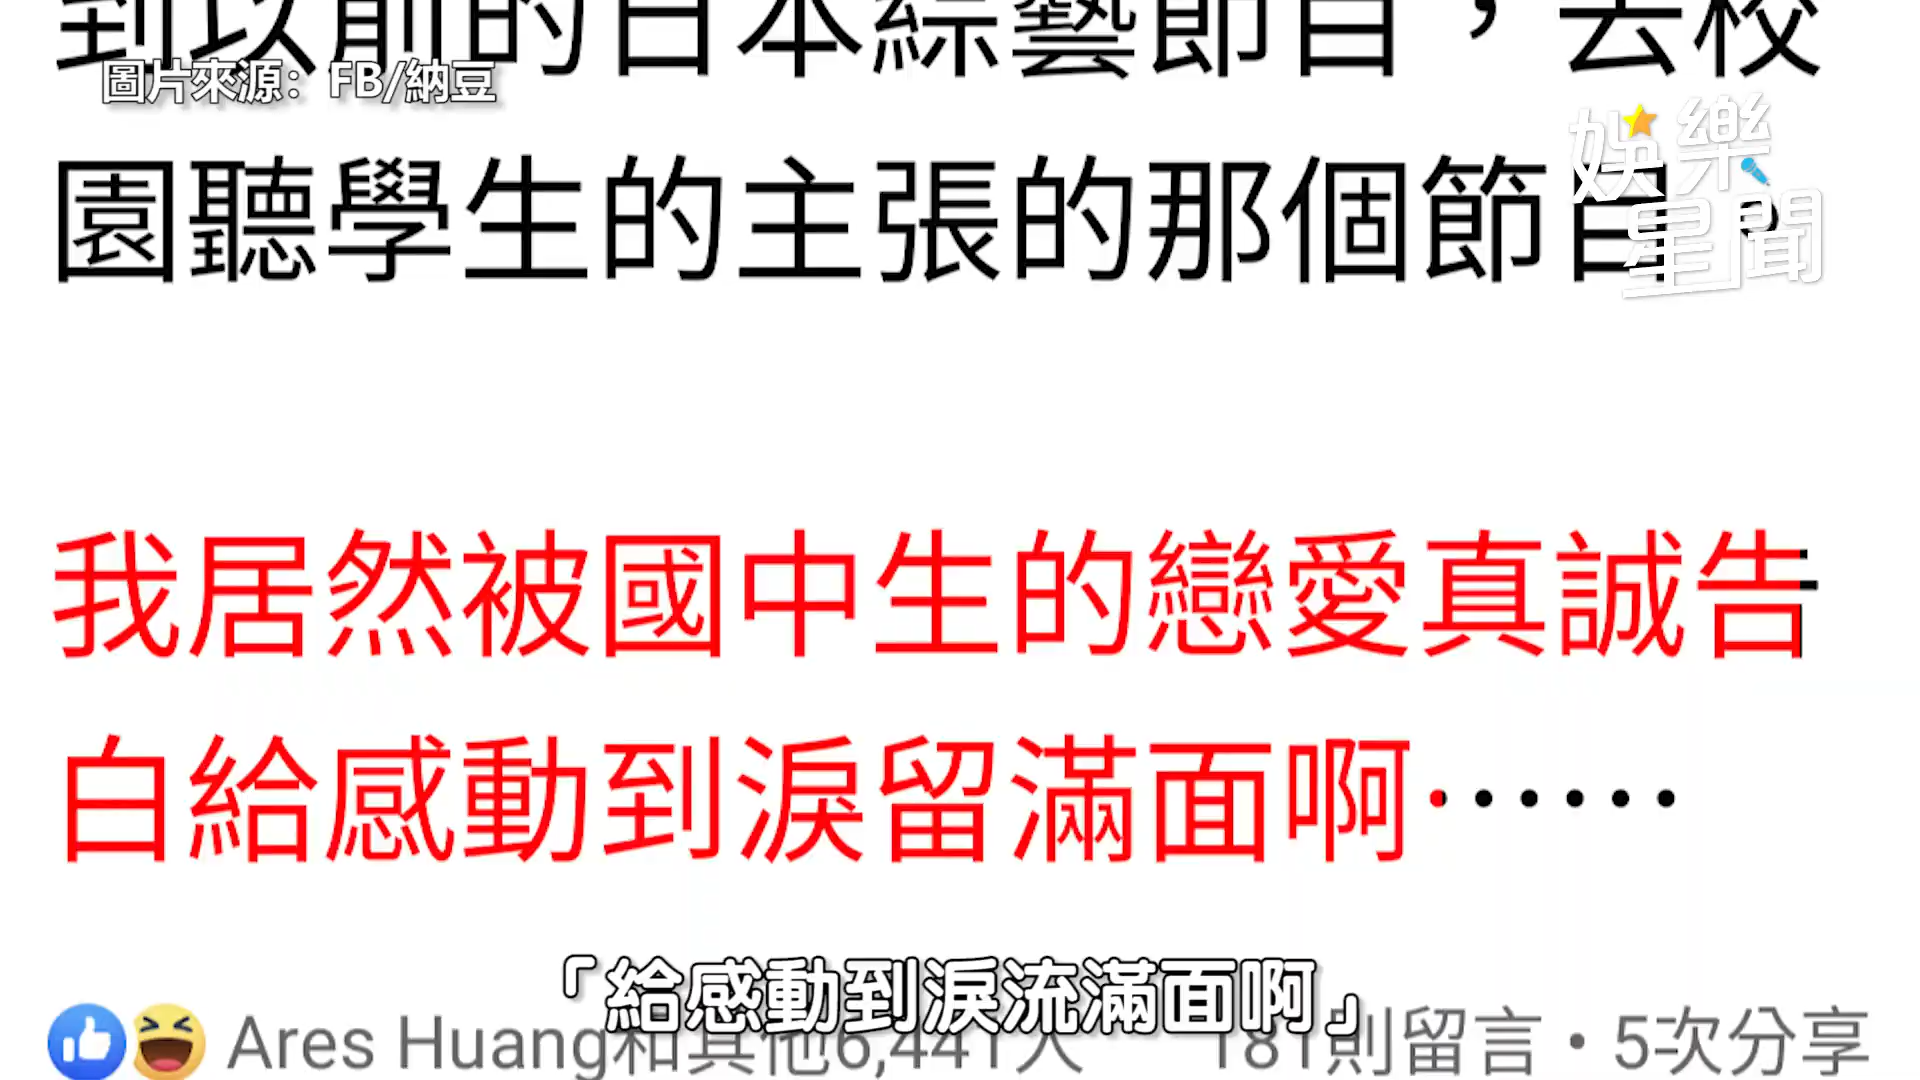 到以前的日本綜藝節目，去校
圖片來源：FB/納豆
娛樂
星聞
園聽學生的主張的那個節目。
我居然被國中生的戀愛真誠告
白給感動到淚留滿面啊⋯⋯
「給感動到淚流滿面啊」
Ares Huang和其他6,441人 181則留言・5次分享